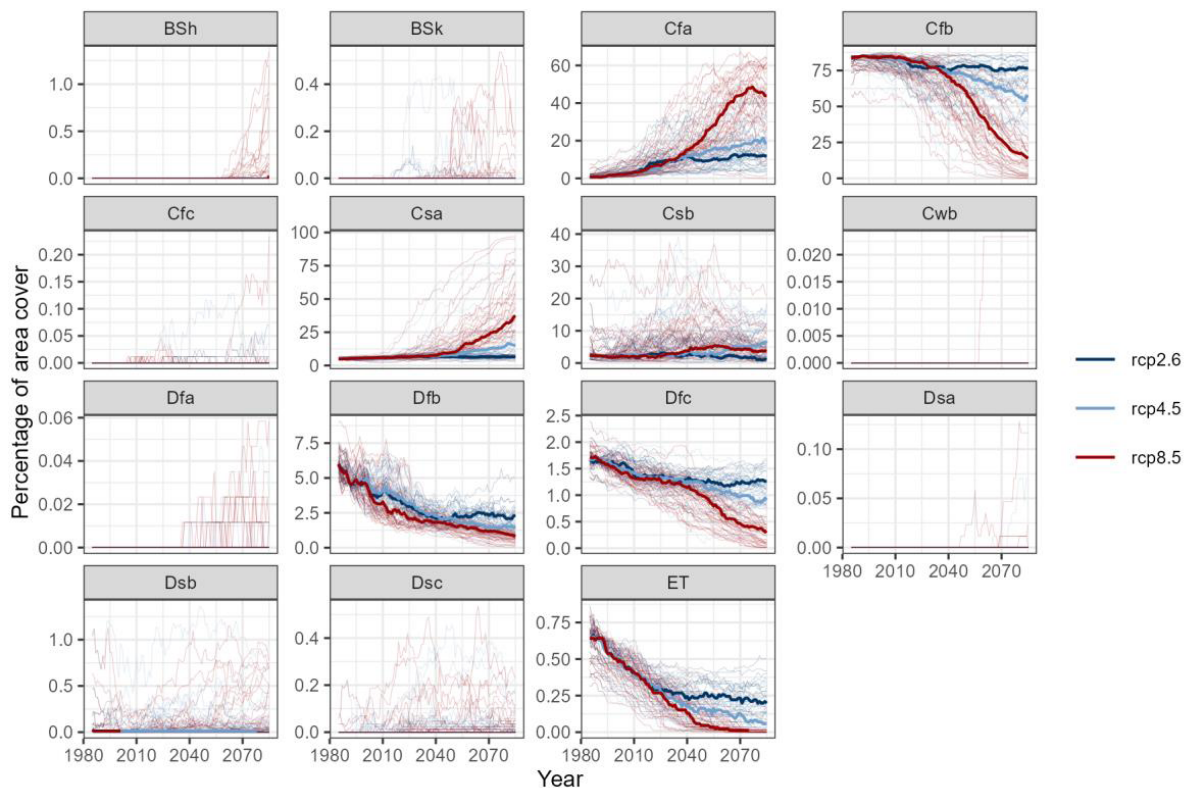 BSh BSk Cfa Cfb
1.0 0.5 0.0
0.4 0.2 0.0
60 40 20 0
75 50 25 0
Cfc Csa Csb Cwb
0.20 0.15 0.10 0.05 0.00
100 75 50 25 0
40 30 20 10 0
0.020 0.015 0.010 0.005 0.000
Percentage of area cover
Dfa Dfb Dfc Dsa
0.06 0.04 0.02 0.00
7.5 5.0 2.5 0.0
2.5 2.0 1.5 1.0 0.5 0.0
0.10 0.05 0.00
1980 2010 2040 2070
Dsb Dsc ET
1.0 0.5 0.0
0.4 0.2 0.0
0.75 0.50 0.25 0.00
1980 2010 2040 2070 1980 2010 2040 2070 1980 2010 2040 2070
Year
rcp2.6
rcp4.5
rcp8.5